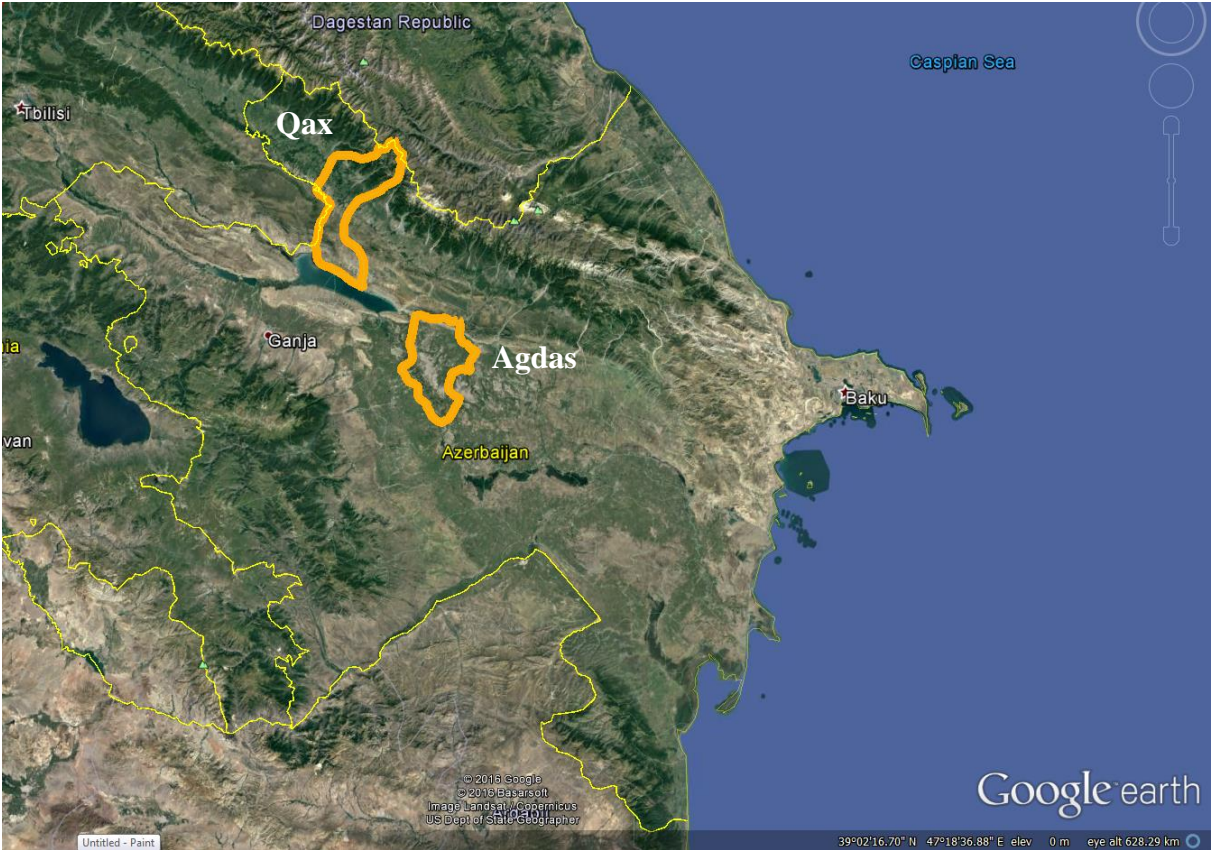 Dagestan Republic
Caspian Sea
Tbilisi
Qax
Ganja
ia
Agdas
Baku
van
Azerbaijan
© 2016 Google
© 2016 Basarsoft
Image Landsat / Copernicus
US Dept of State Geographer
Ardabil
Google earth
Untitled - Paint
39°02'16.70" N 47°18'36.88" E elev 0 m eye alt 628.29 km